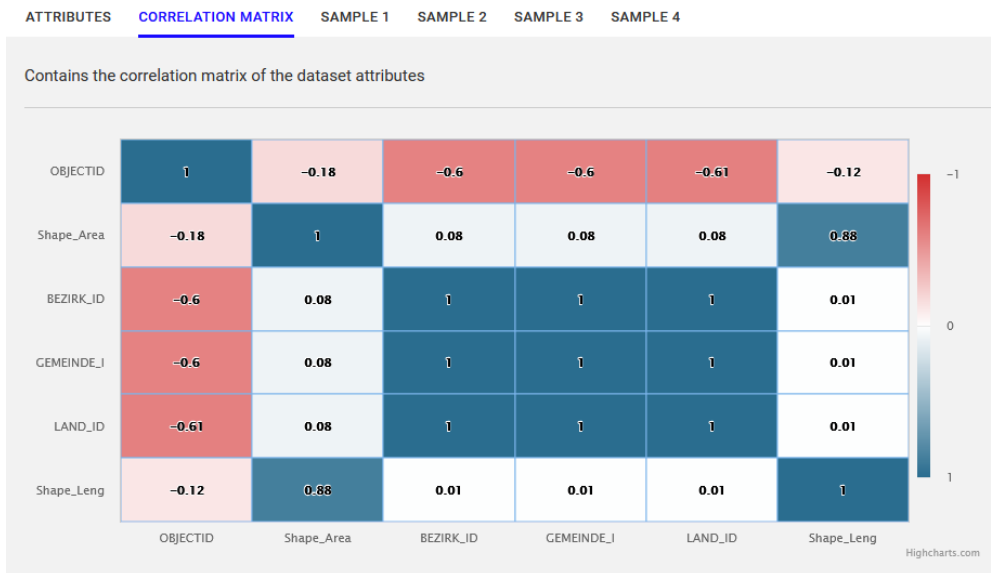 ATTRIBUTES CORRELATION MATRIX SAMPLE 1 SAMPLE 2 SAMPLE 3 SAMPLE 4
Contains the correlation matrix of the dataset attributes
OBJECTID 1 −0.18 −0.6 −0.6 −0.61 −0.12
Shape_Area −0.18 1 0.08 0.08 0.08 0.88
BEZIRK_ID −0.6 0.08 1 1 1 0.01
GEMEINDE_I −0.6 0.08 1 1 1 0.01
LAND_ID −0.61 0.08 1 1 1 0.01
Shape_Leng −0.12 0.88 0.01 0.01 0.01 1
OBJECTID Shape_Area BEZIRK_ID GEMEINDE_I LAND_ID Shape_Leng
−1
0
1
Highcharts.com